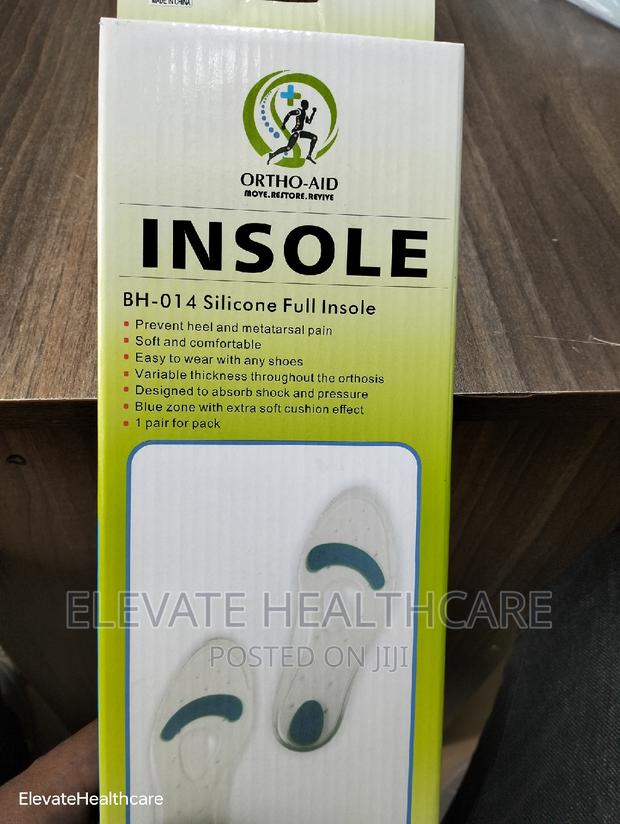 MADE IN CHINA
ORTHO-AID
MOVE.RESTORE.REVIVE
INSOLE
BH-014 Silicone Full Insole
Prevent heel and metatarsal pain
Soft and comfortable
Easy to wear with any shoes
Variable thickness throughout the orthosis
Designed to absorb shock and pressure
Blue zone with extra soft cushion effect
1 pair for pack
ELEVATE HEALTHCARE
POSTED ON JIJI
ElevateHealthcare